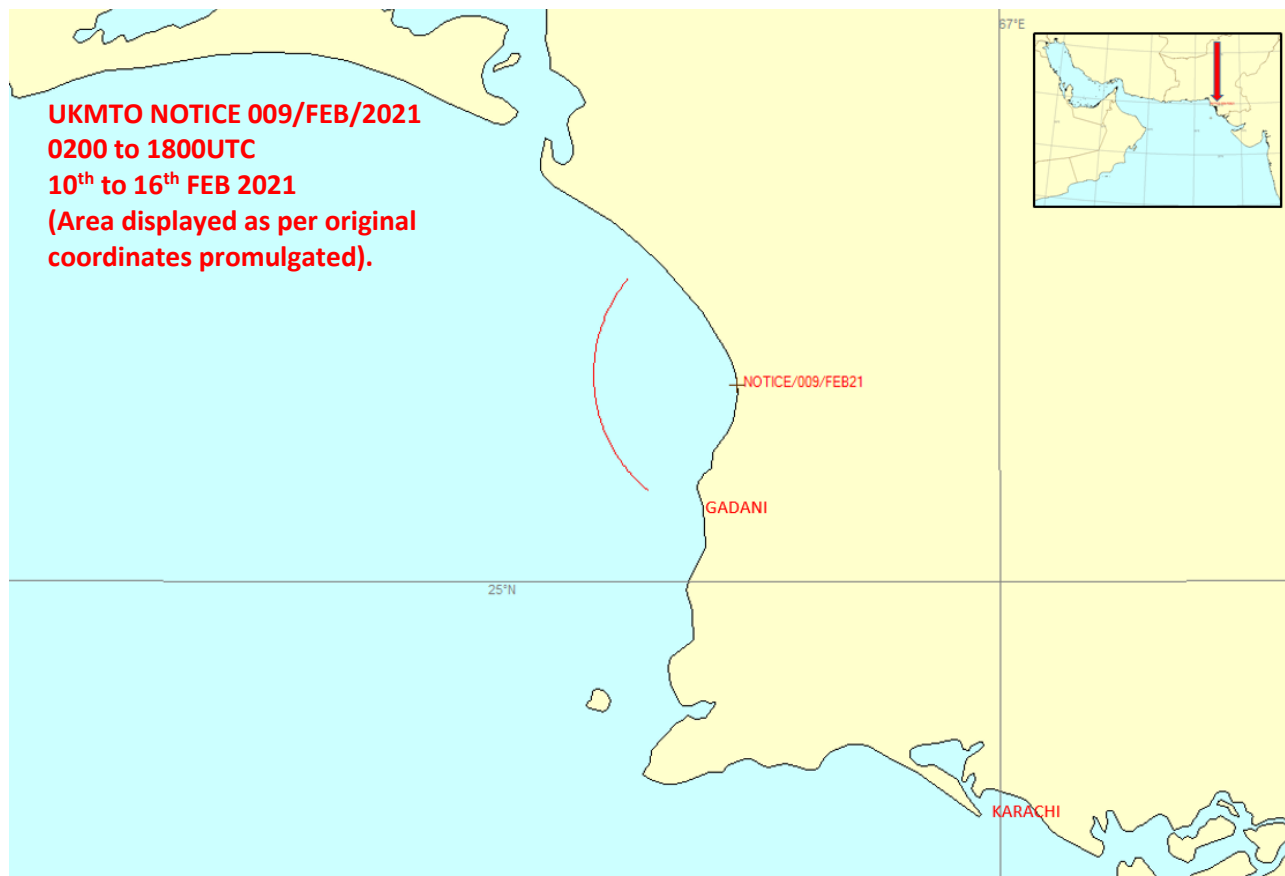 67°E
UKMTO NOTICE 009/FEB/2021
0200 to 1800UTC
10th to 16th FEB 2021
(Area displayed as per original
coordinates promulgated).
NOTICE/009/FEB21
GADANI
25°N
KARACHI